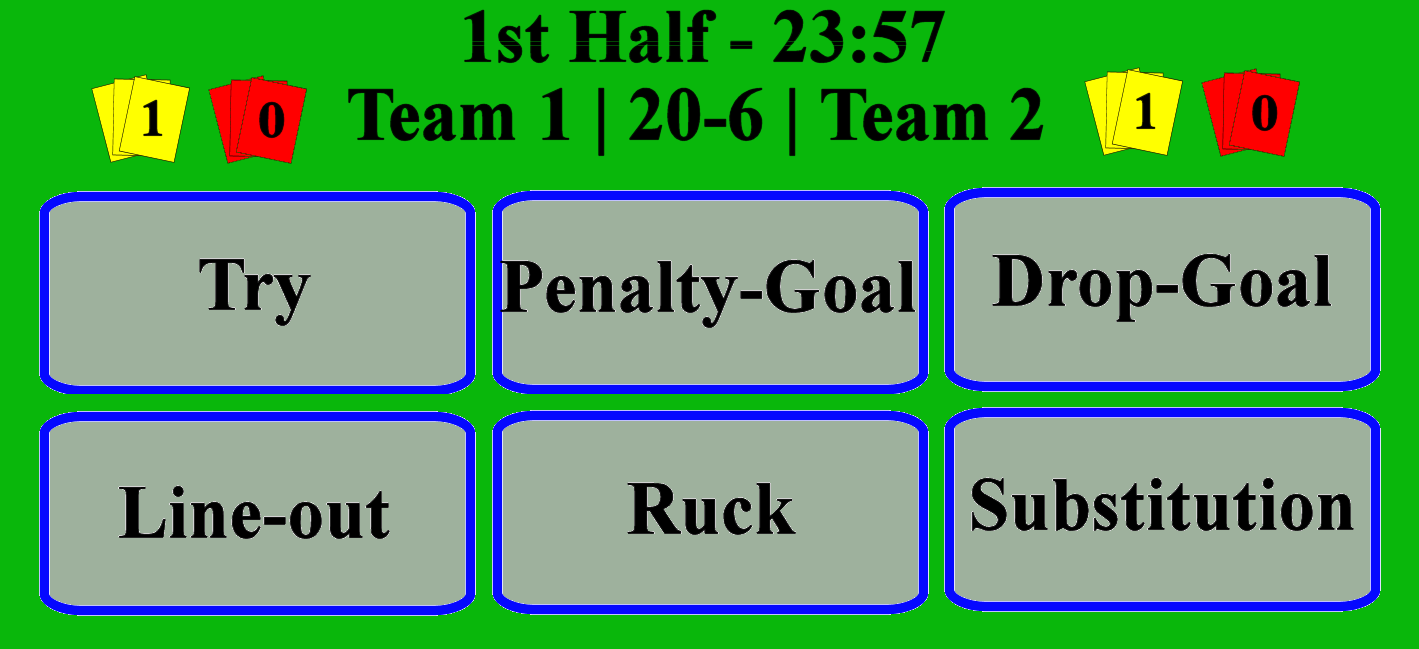 1st Half - 23:57
1 0 Team 1 | 20-6 | Team 2 1 0
Try Penalty-Goal Drop-Goal
Line-out Ruck Substitution